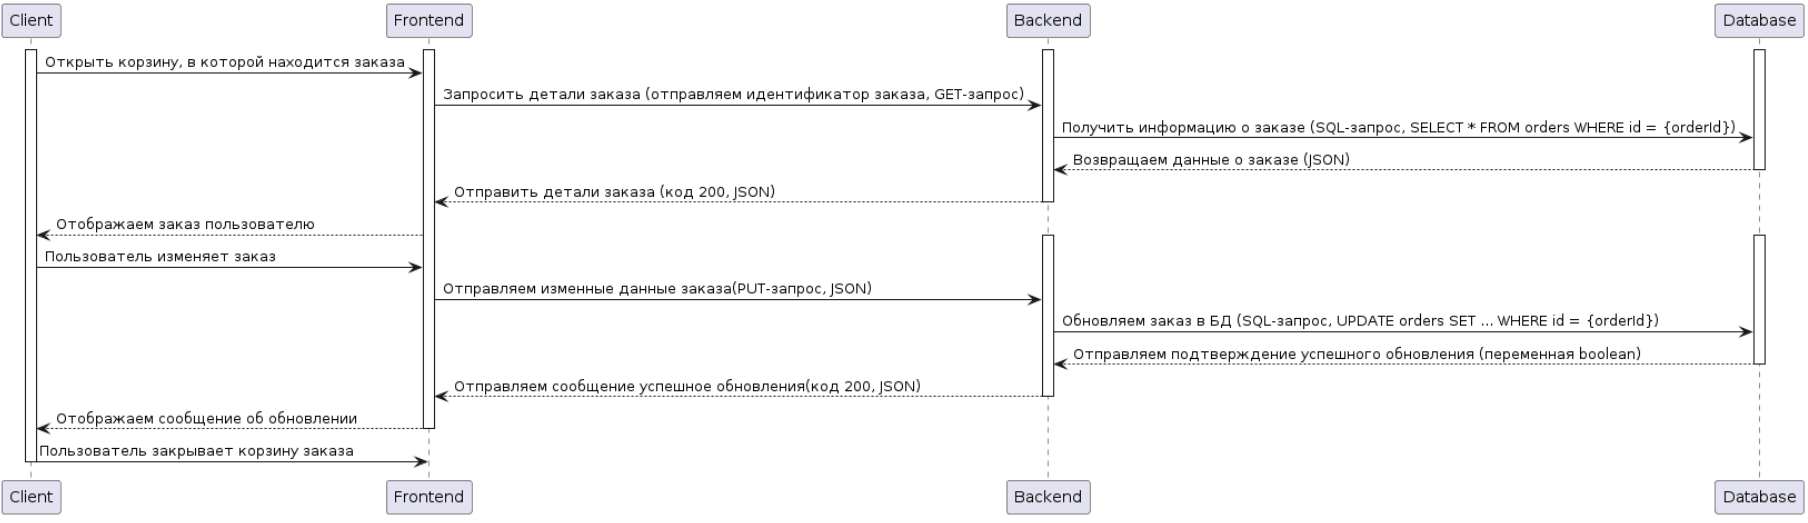 Client Frontend Backend Database
Открыть корзину, в которой находится заказа
Запросить детали заказа (отправляем идентификатор заказа, GET-запрос)
Получить информацию о заказе (SQL-запрос, SELECT * FROM orders WHERE id = {orderId})
Возвращаем данные о заказе (JSON)
Отправить детали заказа (код 200, JSON)
Отображаем заказ пользователю
Пользователь изменяет заказ
Отправляем изменные данные заказа(PUT-запрос, JSON)
Обновляем заказ в БД (SQL-запрос, UPDATE orders SET ... WHERE id = {orderId})
Отправляем подтверждение успешного обновления (переменная boolean)
Отправляем сообщение успешное обновления(код 200, JSON)
Отображаем сообщение об обновлении
Пользователь закрывает корзину заказа
Client Frontend Backend Database